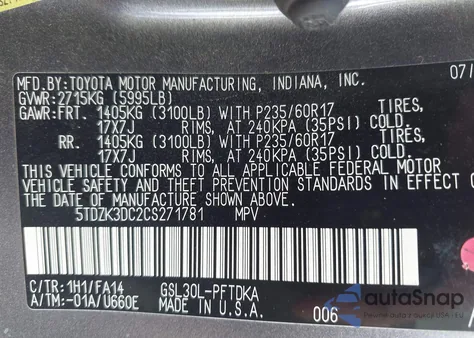 MFD.BY:TOYOTA MOTOR MANUFACTURING, INDIANA, INC. 07/
GVWR:2715KG (5995LB)
GAWR:FRT. 1405KG (3100LB) WITH P235/60R17 TIRES,
17X7J RIMS, AT 240KPA (35PSI) COLD.
RR. 1405KG (3100LB) WITH P235/60R17 TIRES,
17X7J RIMS, AT 240KPA (35PSI) COLD.
THIS VEHICLE CONFORMS TO ALL APPLICABLE FEDERAL MOTOR
VEHICLE SAFETY AND BUMPER STANDARDS IN EFFECT O
THE DATE OF MANUFACTURE SHOWN ABOVE.
5TDZK3DC2CS271781 MPV
C/TR:1H1/FA14 GSL30L-PFTDKA
A/TM:-01A/U660E MADE IN U.S.A. 006
autoSnap